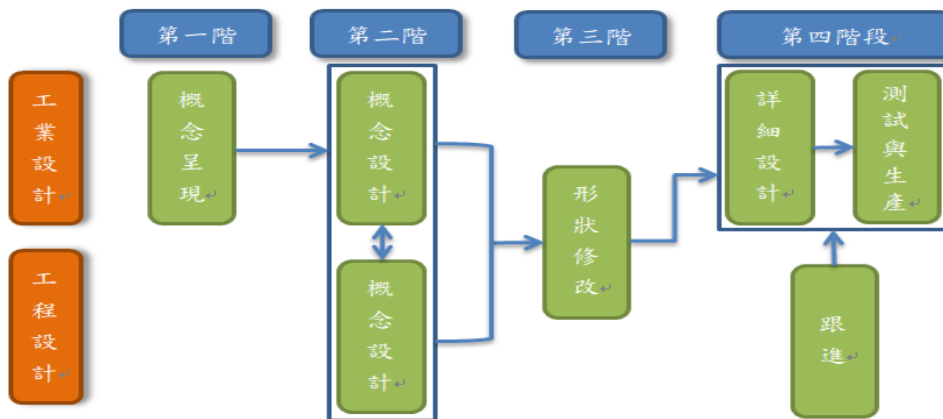 第一階
第二階
第三階
第四階段
工業設計
概念呈現
概念設計
詳細設計
測試與生產
形狀修改
工程設計
概念設計
跟進